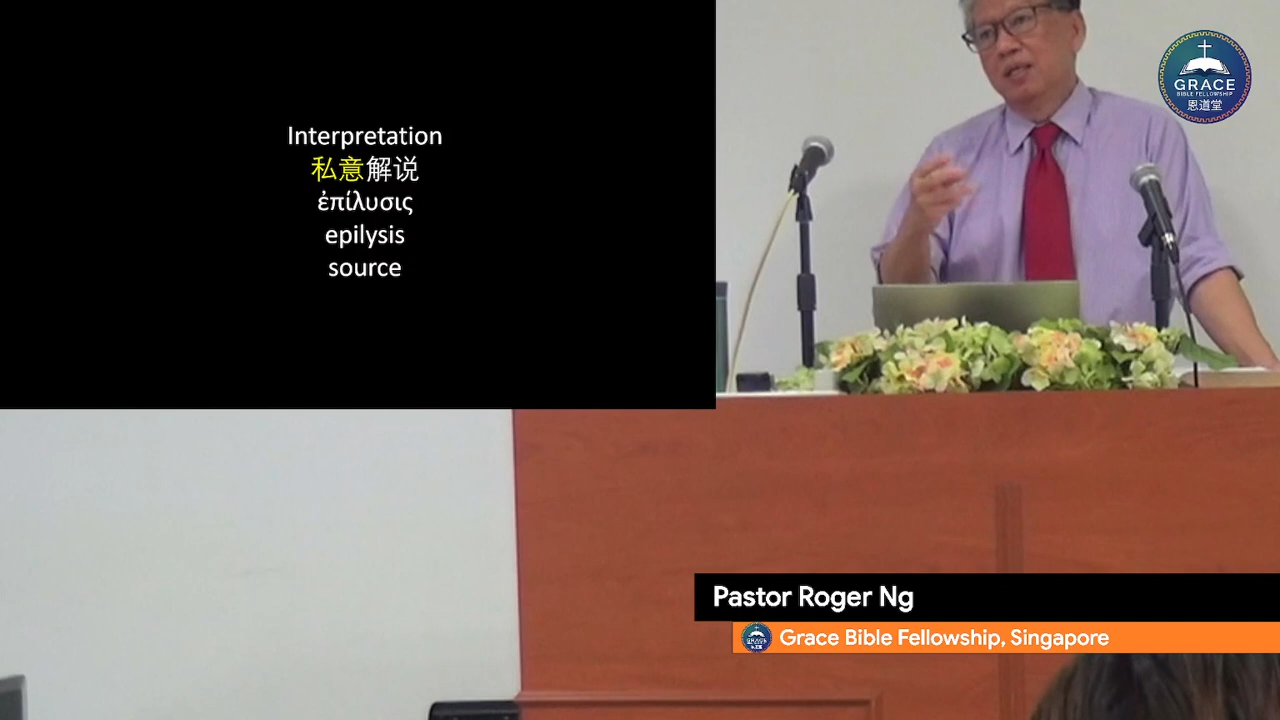 Interpretation
私意解说
ἐπίλυσις
epilysis
source
GRACE
BIBLE FELLOWSHIP
恩道堂
Pastor Roger Ng
Grace Bible Fellowship, Singapore